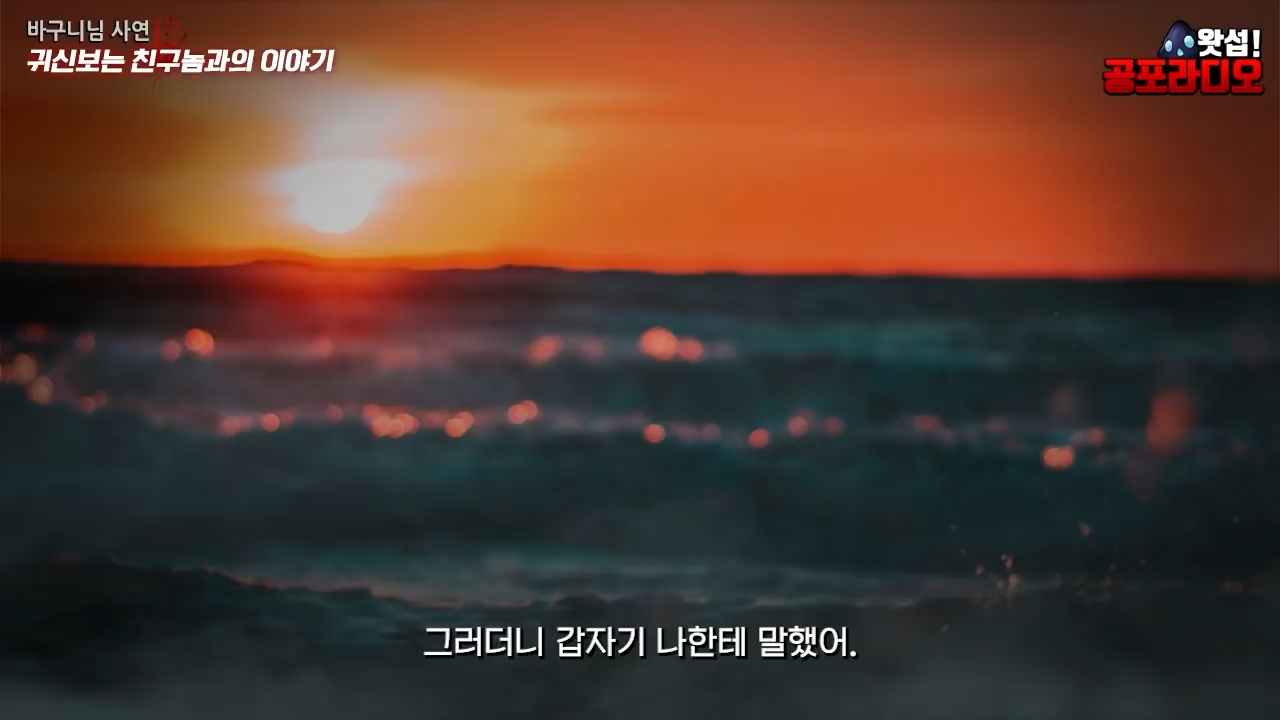 바구니님 사연
귀신보는 친구놈과의 이야기
왓섭!
공포라디오
그러더니 갑자기 나한테 말했어.